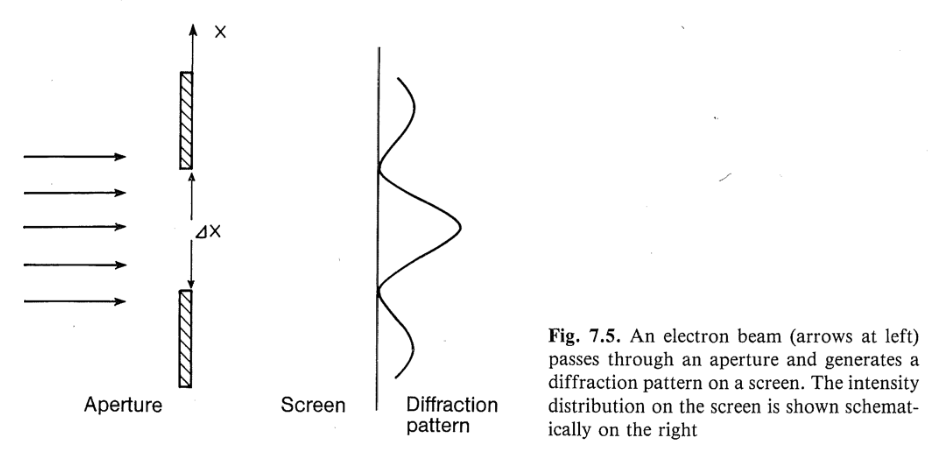 x
Δx
Aperture
Screen
Diffraction
pattern
Fig. 7.5. An electron beam (arrows at left)
passes through an aperture and generates a
diffraction pattern on a screen. The intensity
distribution on the screen is shown schemat-
ically on the right